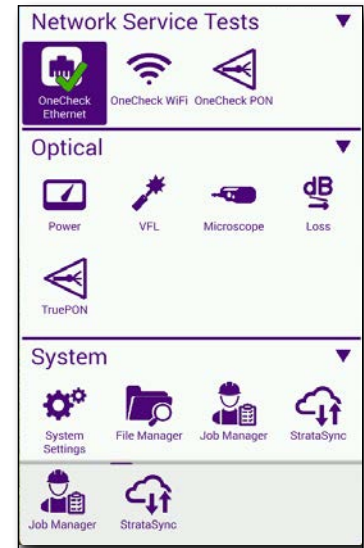 Network Service Tests
OneCheck Ethernet
OneCheck WiFi
OneCheck PON
Optical
Power
VFL
Microscope
dB
Loss
TruePON
System
System Settings
File Manager
Job Manager
StrataSync
Job Manager
StrataSync